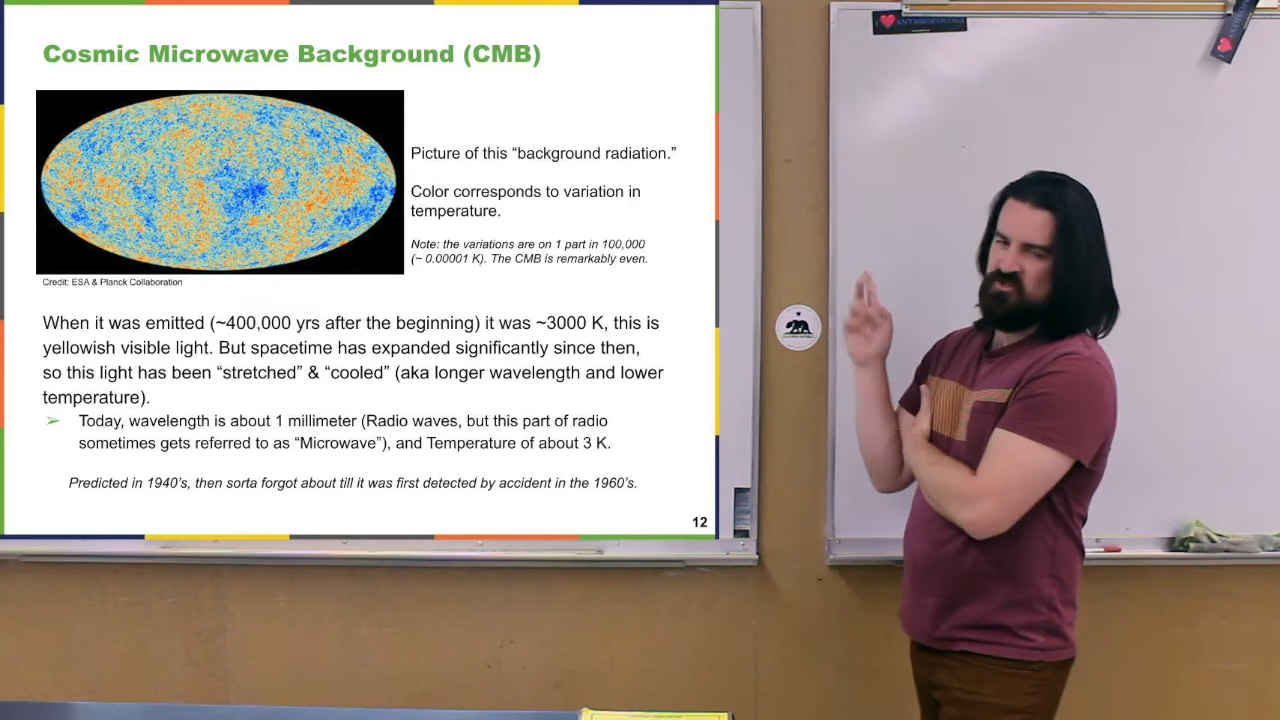 Cosmic Microwave Background (CMB)
Picture of this “background radiation.”
Color corresponds to variation in
temperature.
Note: the variations are on 1 part in 100,000
(~ 0.00001 K). The CMB is remarkably even.
Credit: ESA & Planck Collaboration
When it was emitted (~400,000 yrs after the beginning) it was ~3000 K, this is
yellowish visible light. But spacetime has expanded significantly since then,
so this light has been “stretched” & “cooled” (aka longer wavelength and lower
temperature).
➢ Today, wavelength is about 1 millimeter (Radio waves, but this part of radio
sometimes gets referred to as “Microwave”), and Temperature of about 3 K.
Predicted in 1940’s, then sorta forgot about till it was first detected by accident in the 1960’s.
12
I ANTHROPOLOGY